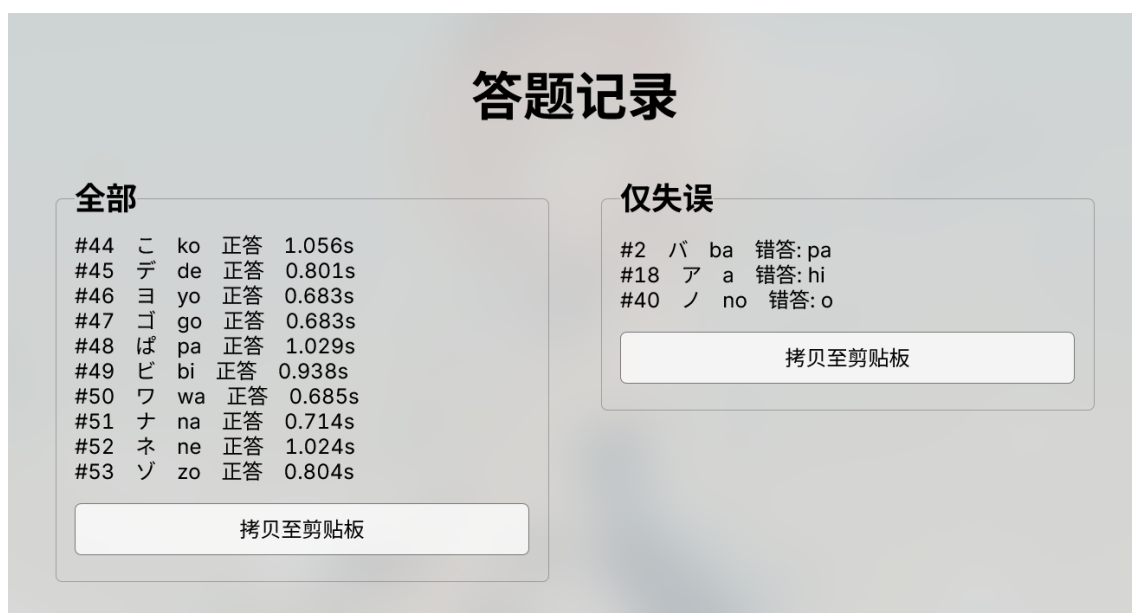 答题记录
全部
#44 こ ko 正答 1.056s
#45 デ de 正答 0.801s
#46 ヨ yo 正答 0.683s
#47 ゴ go 正答 0.683s
#48 ぱ pa 正答 1.029s
#49 ビ bi 正答 0.938s
#50 ワ wa 正答 0.685s
#51 ナ na 正答 0.714s
#52 ネ ne 正答 1.024s
#53 ゾ zo 正答 0.804s
拷贝至剪贴板
仅失误
#2 バ ba 错答: pa
#18 ア a 错答: hi
#40 ノ no 错答: o
拷贝至剪贴板